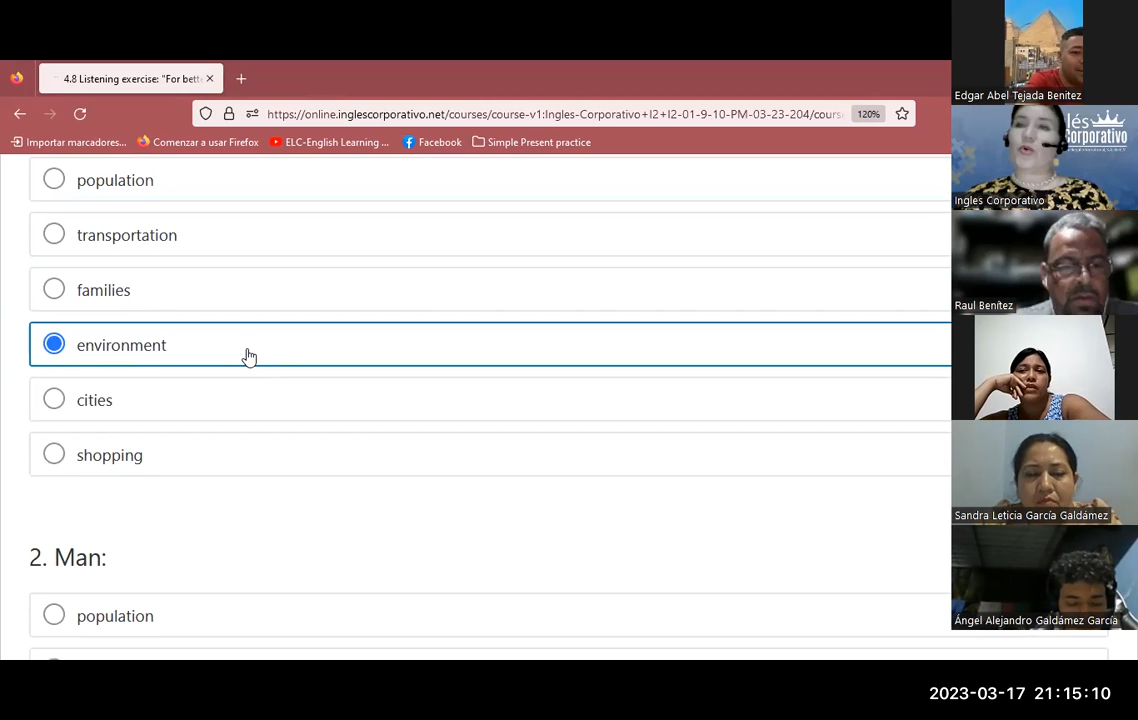 4.8 Listening exercise: "For bett
https://online.inglescorporativo.net/courses/course-v1:Ingles-Corporativo+I2+I2-01-9-10-PM-03-23-204/cours
120%
Importar marcadores...
Comenzar a usar Firefox
ELC-English Learning ...
Facebook
Simple Present practice
population
transportation
families
environment
cities
shopping
2. Man:
population
Edgar Abel Tejada Benitez
lés
Corporativo
Ingles Corporativo
Raul Benítez
Sandra Leticia García Galdámez
Ángel Alejandro Galdámez García
2023-03-17 21:15:10